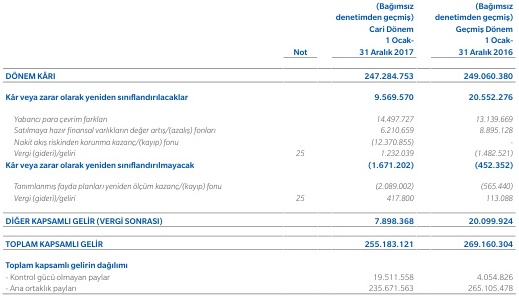 (Bağımsız (Bağımsız
denetimden geçmiş) denetimden geçmiş)
Cari Dönem Geçmiş Dönem
1 Ocak- 1 Ocak-
Not 31 Aralık 2017 31 Aralık 2016
DÖNEM KÂRI 247.284.753 249.060.380
Kâr veya zarar olarak yeniden sınıflandırılacaklar 9.569.570 20.552.276
Yabancı para çevrim farkları 14.497.727 13.139.669
Satılmaya hazır finansal varlıkların değer artış/(azalış) fonları 6.210.659 8.895.128
Nakit akış riskinden korunma kazanç/(kayıp) fonu (12.370.855) -
Vergi (gideri)/geliri 25 1.232.039 (1.482.521)
Kâr veya zarar olarak yeniden sınıflandırılmayacak (1.671.202) (452.352)
Tanımlanmış fayda planları yeniden ölçüm kazanç/(kayıp) fonu (2.089.002) (565.440)
Vergi (gideri)/geliri 25 417.800 113.088
DİĞER KAPSAMLI GELİR (VERGİ SONRASI) 7.898.368 20.099.924
TOPLAM KAPSAMLI GELİR 255.183.121 269.160.304
Toplam kapsamlı gelirin dağılımı
- Kontrol gücü olmayan paylar 19.511.558 4.054.826
- Ana ortaklık payları 235.671.563 265.105.478